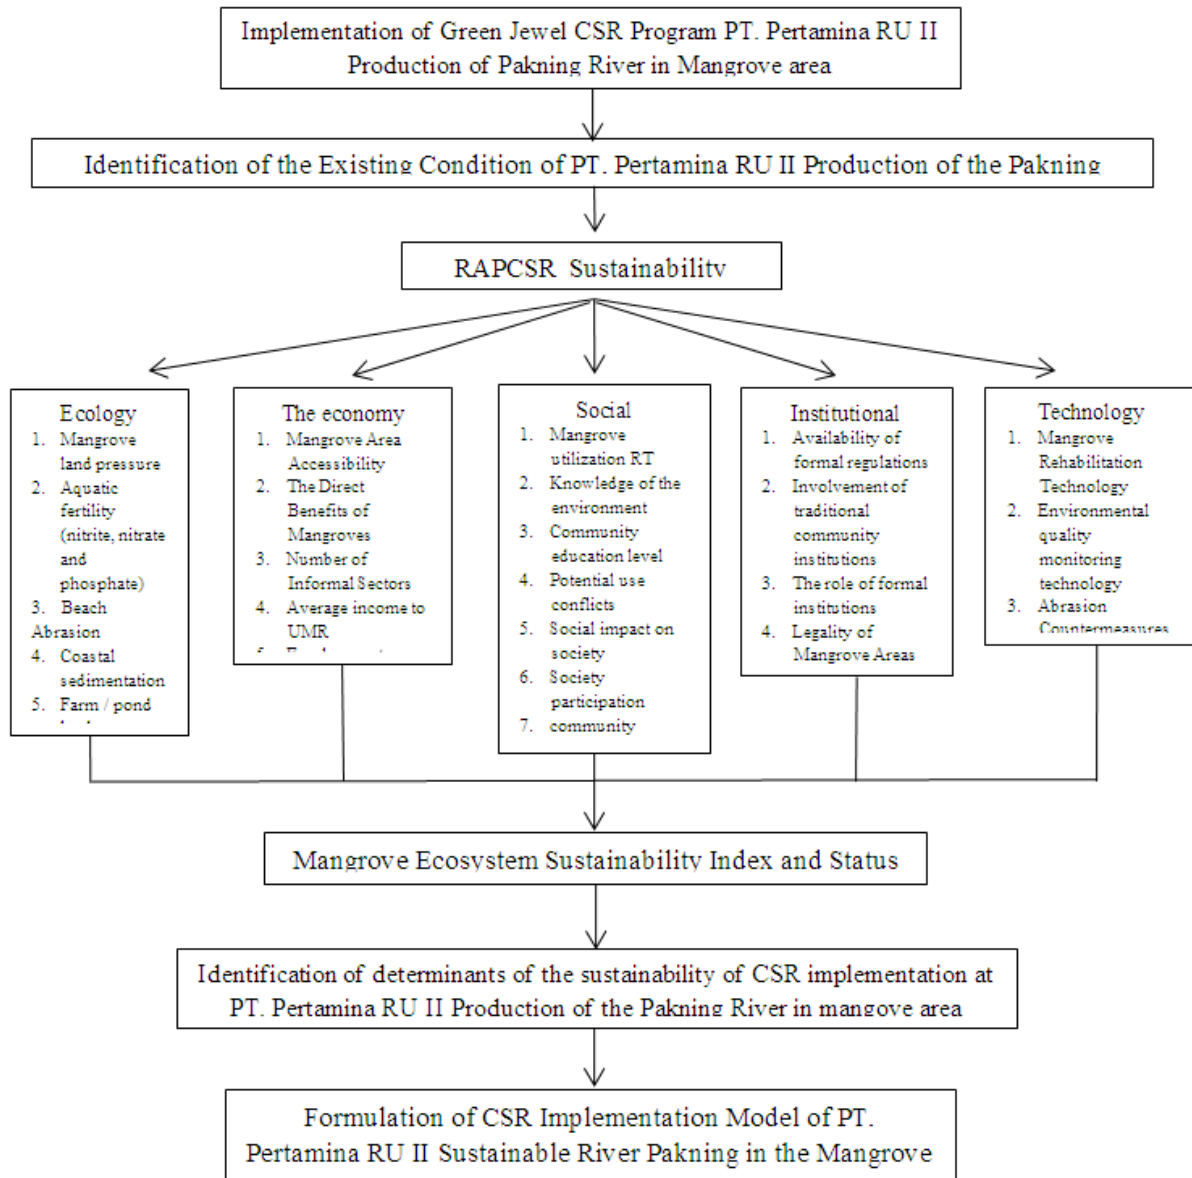 Implementation of Green Jewel CSR Program PT. Pertamina RU II
Production of Pakning River in Mangrove area
Identification of the Existing Condition of PT. Pertamina RU II Production of the Pakning
RAPCSR Sustainability
Ecology
1. Mangrove
land pressure
2. Aquatic
fertility
(nitrite, nitrate
and
phosphate)
3. Beach
Abrasion
4. Coastal
sedimentation
5. Farm / pond
The economy
1. Mangrove Area
Accessibility
2. The Direct
Benefits of
Mangroves
3. Number of
Informal Sectors
4. Average income to
UMR
Social
1. Mangrove
utilization RT
2. Knowledge of the
environment
3. Community
education level
4. Potential use
conflicts
5. Social impact on
society
6. Society
participation
7. community
Institutional
1. Availability of
formal regulations
2. Involvement of
traditional
community
institutions
3. The role of formal
institutions
4. Legality of
Mangrove Areas
Technology
1. Mangrove
Rehabilitation
Technology
2. Environmental
quality
monitoring
technology
3. Abrasion
Countermeasures
Mangrove Ecosystem Sustainability Index and Status
Identification of determinants of the sustainability of CSR implementation at
PT. Pertamina RU II Production of the Pakning River in mangove area
Formulation of CSR Implementation Model of PT.
Pertamina RU II Sustainable River Pakning in the Mangrove